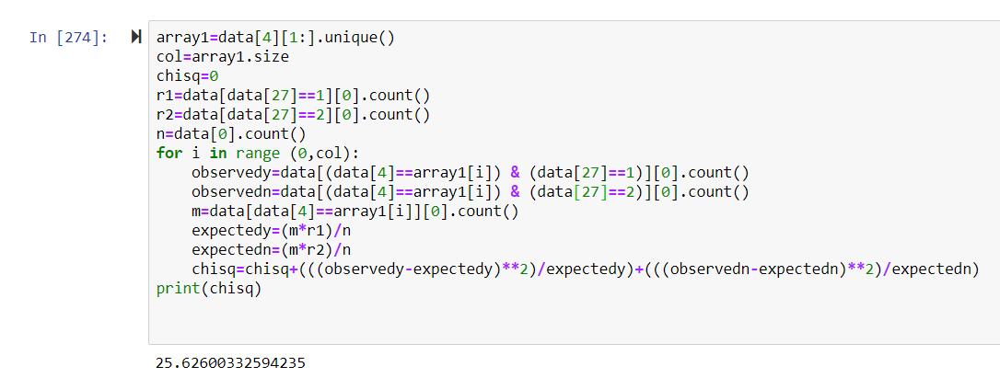 In [274]:
array1=data[4][1:].unique()
col=array1.size
chisq=0
r1=data[data[27]==1][0].count()
r2=data[data[27]==2][0].count()
n=data[0].count()
for i in range (0,col):
    observedy=data[(data[4]==array1[i]) & (data[27]==1)][0].count()
    observedn=data[(data[4]==array1[i]) & (data[27]==2)][0].count()
    m=data[data[4]==array1[i]][0].count()
    expectedy=(m*r1)/n
    expectedn=(m*r2)/n
    chisq=chisq+(((observedy-expectedy)**2)/expectedy)+(((observedn-expectedn)**2)/expectedn)
print(chisq)
25.62600332594235